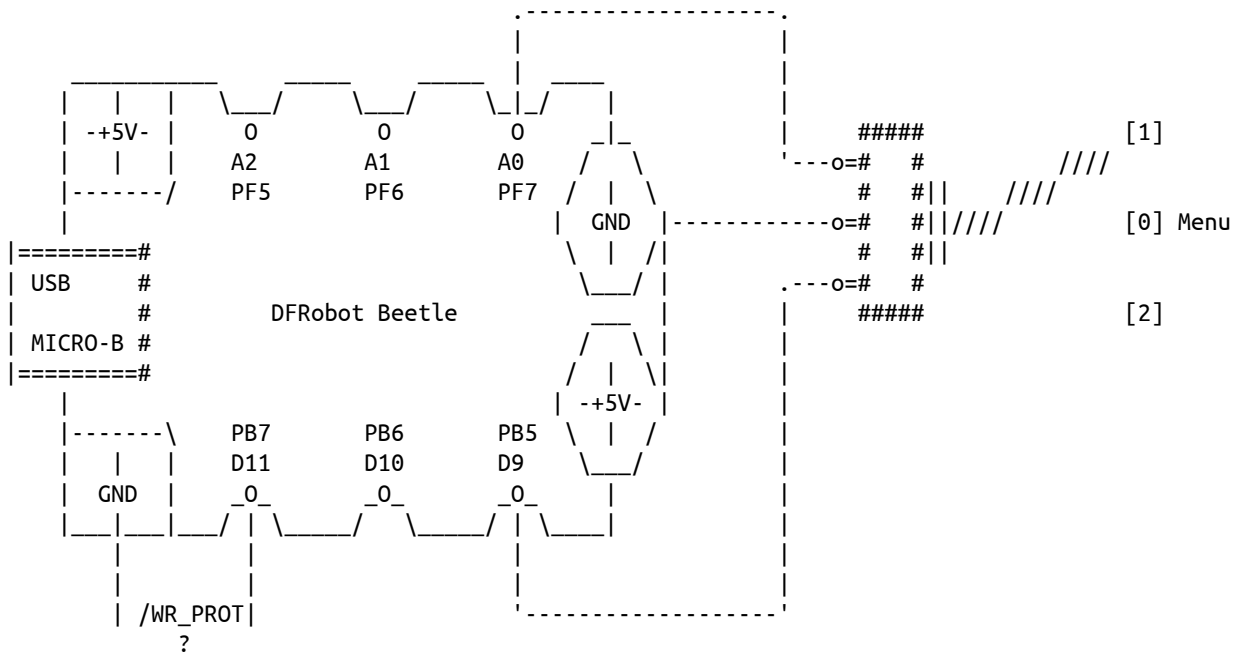 -+5V- O O O ##### [1]
A2 A1 A0 '---o=# # ////
PF5 PF6 PF7 # #|| ////
GND |------------o=# #||//// [0] Menu
|=========# # #||
USB # .---o=# #
# DFRobot Beetle ##### [2]
MICRO-B #
|=========#
-+5V-
PB7 PB6 PB5
D11 D10 D9
GND _O_ _O_ _O_
/WR_PROT|
?